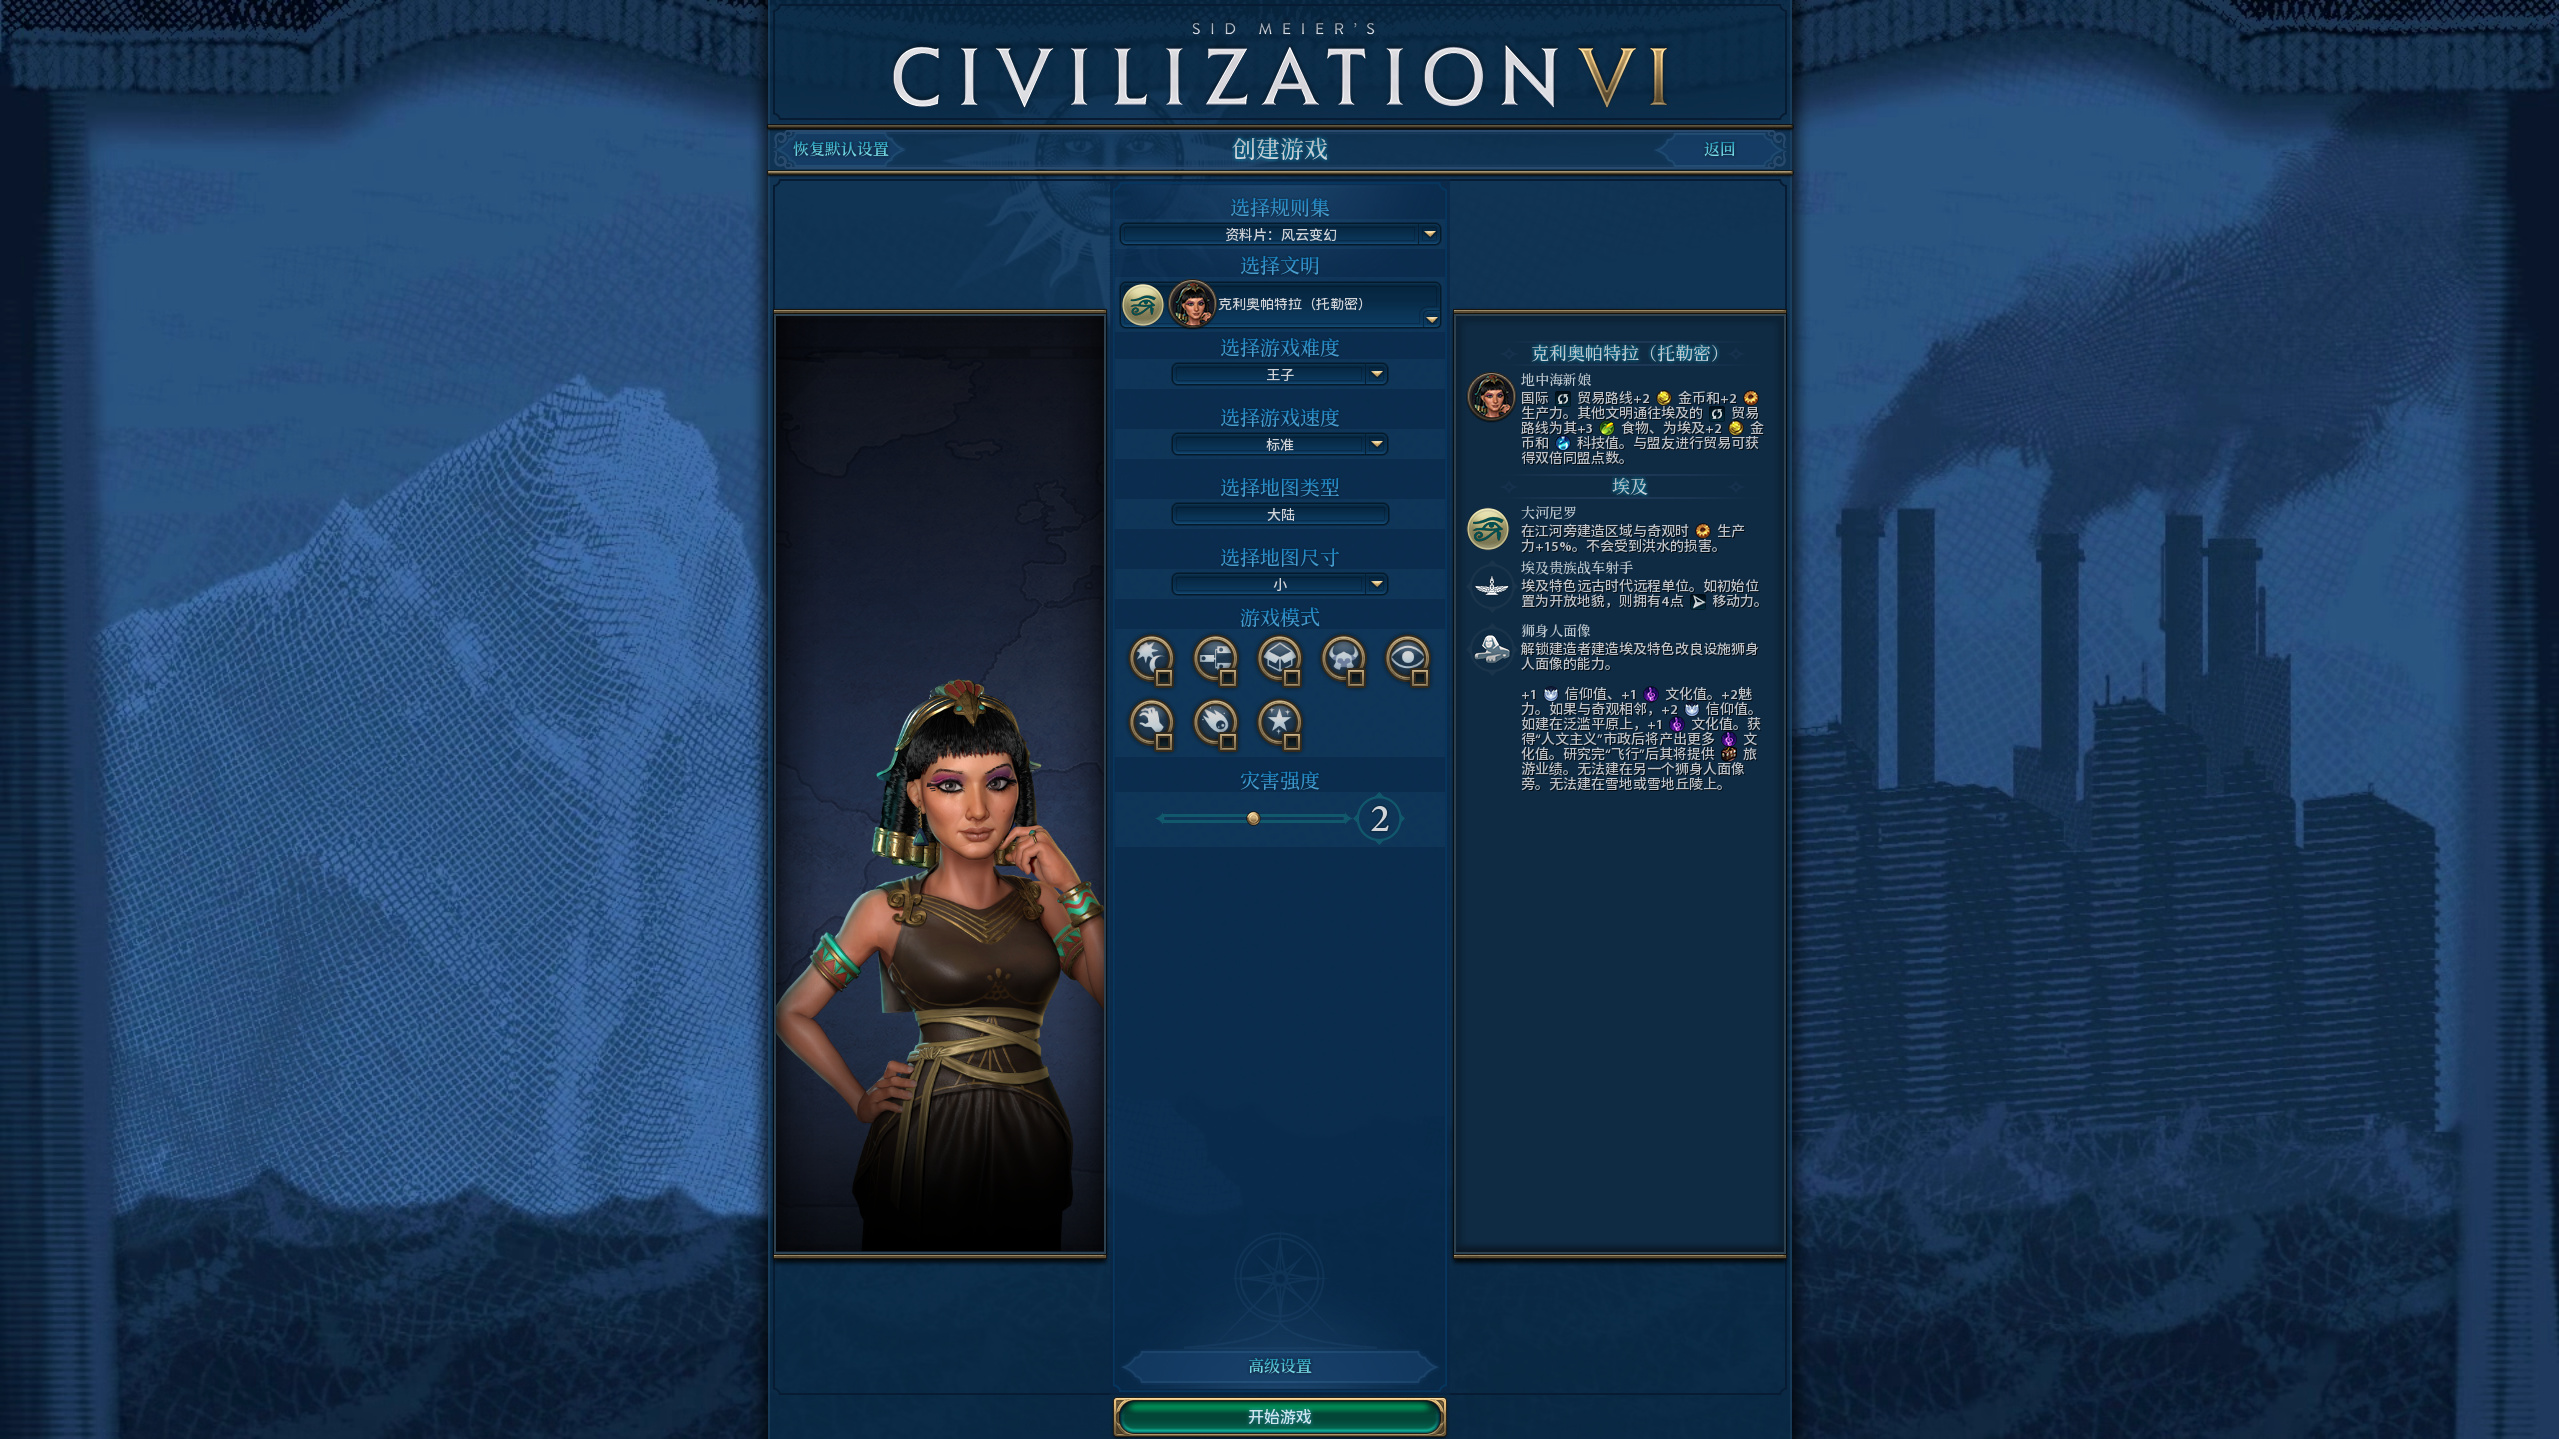 SID MEIER'S
CIVILIZATION VI
恢复默认设置
创建游戏
返回
选择规则集
资料片：风云变幻
选择文明
克利奥帕特拉（托勒密）
选择游戏难度
王子
选择游戏速度
标准
选择地图类型
大陆
选择地图尺寸
小
游戏模式
灾害强度
2
高级设置
开始游戏
克利奥帕特拉（托勒密）
地中海新娘
国际 贸易路线+2 金币和+2
生产力。其他文明通往埃及的 贸易
路线为其+3 食物、为埃及+2 金
币和 科技值。与盟友进行贸易可获
得双倍同盟点数。
埃及
大河尼罗
在江河旁建造区域与奇观时 生产
力+15%。不会受到洪水的损害。
埃及贵族战车射手
埃及特色远古时代远程单位。如初始位
置为开放地貌，则拥有4点 移动力。
狮身人面像
解锁建造者建造埃及特色改良设施狮身
人面像的能力。
+1 信仰值、+1 文化值。+2魅
力。如果与奇观相邻，+2 信仰值。
如建在泛滥平原上，+1 文化值。获
得“人文主义”市政后将产出更多 文
化值。研究完“飞行”后其将提供 旅
游业绩。无法建在另一个狮身人面像
旁。无法建在雪地或雪地丘陵上。